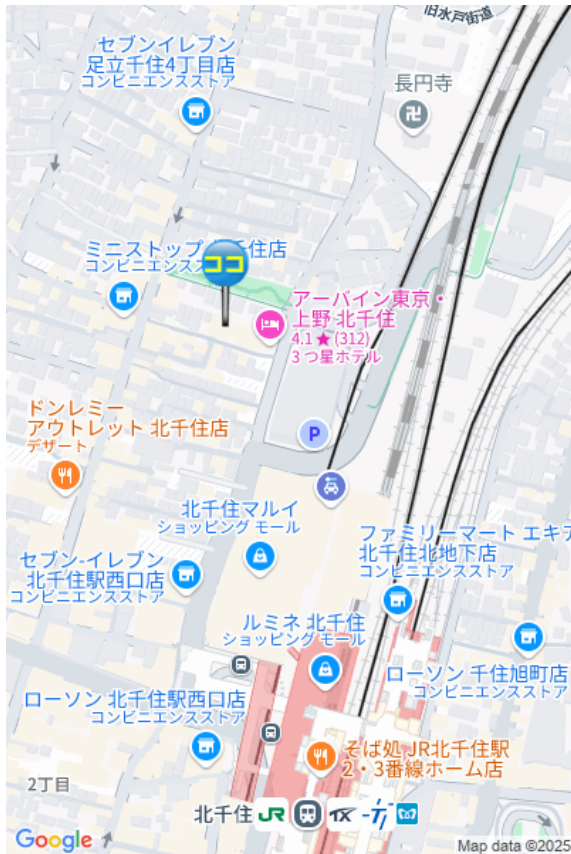 旧水戸街道
セブンイレブン
足立千住4丁目店
コンビニエンスストア
長円寺
ミニストップ
千住店
コンビニエンスス
ココ
アーバイン東京・
上野 北千住
4.1★(312)
3 つ星ホテル
ドンレミー
アウトレット 北千住店
デザート
P
北千住マルイ
ショッピング モール
ファミリーマート エキア
北千住北地下店
コンビニエンスストア
セブン-イレブン
北千住駅西口店
コンビニエンスストア
ルミネ 北千住
ショッピング モール
ローソン 千住旭町店
コンビニエンスストア
ローソン 北千住駅西口店
コンビニエンスストア
そば処 JR北千住駅
2・3番線ホーム店
2丁目
北千住 JR TX
Google
Map data ©2025